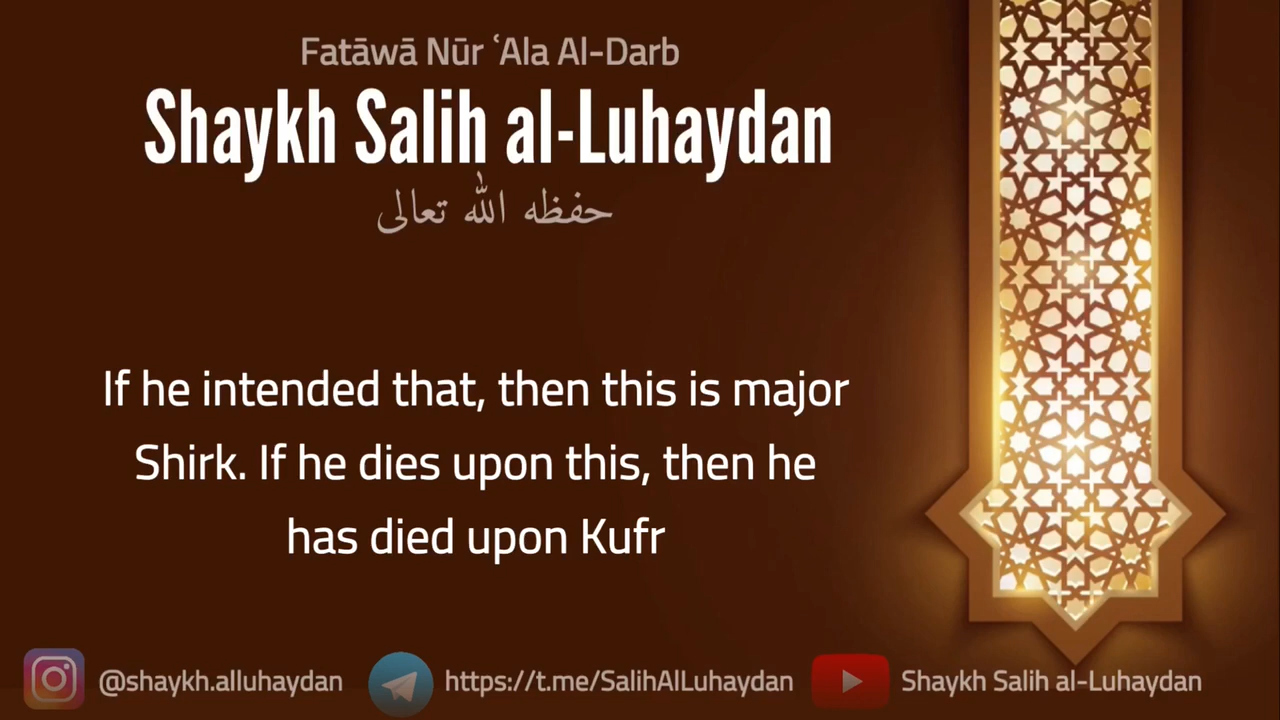 Fatāwā Nūr ʿAla Al-Darb
Shaykh Salih al-Luhaydan
حفظه الله تعالى
If he intended that, then this is major
Shirk. If he dies upon this, then he
has died upon Kufr
@shaykh.alluhaydan https://t.me/SalihAlLuhaydan Shaykh Salih al-Luhaydan